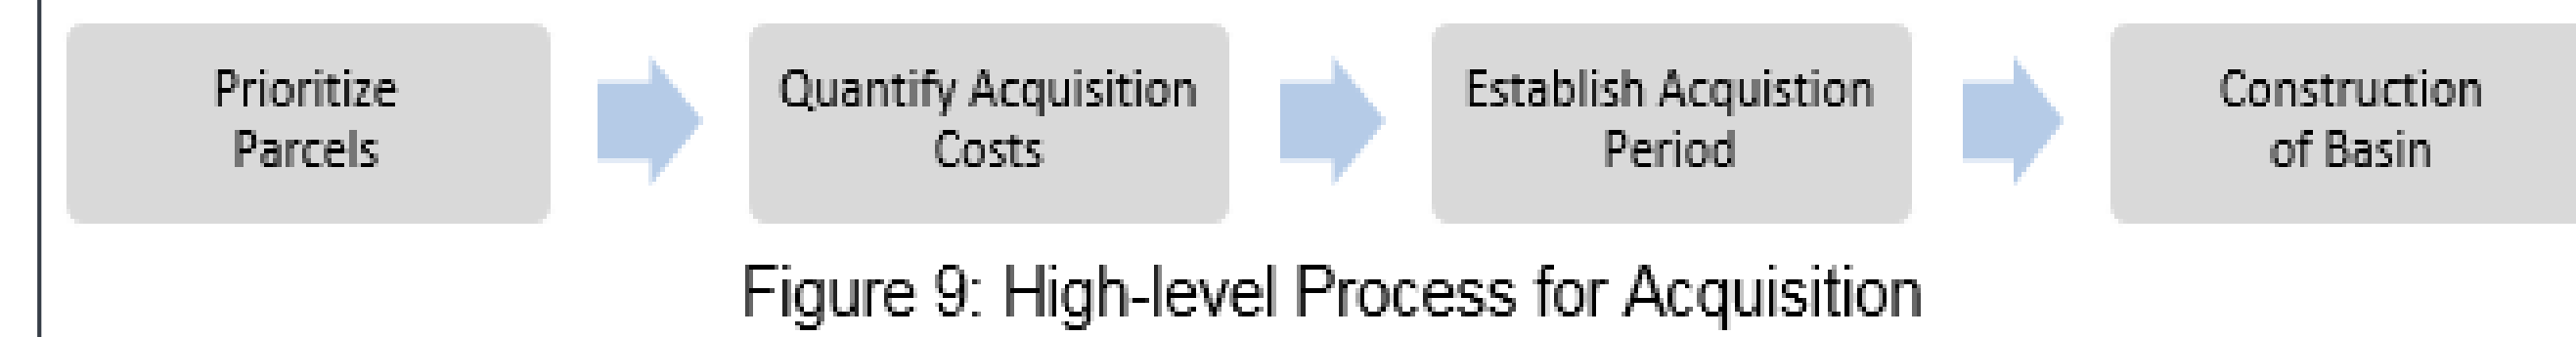 Prioritize
Parcels
Quantify Acquisition
Costs
Establish Acquistion
Period
Construction
of Basin
Figure 9: High-level Process for Acquisition